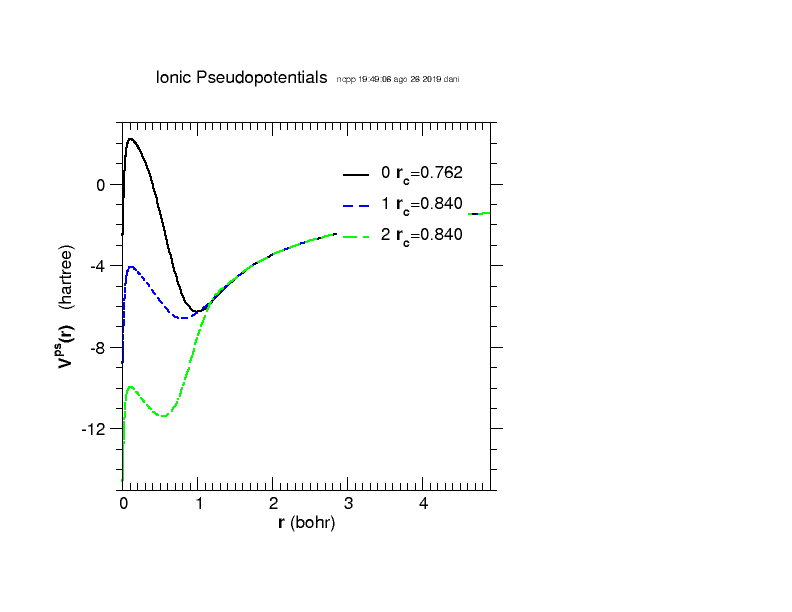 Ionic Pseudopotentials ncpp 19:49:06 ago 26 2019 dani
0 rc=0.762
1 rc=0.840
2 rc=0.840
0
-4
-8
-12
Vps(r) (hartree)
0 1 2 3 4
r (bohr)